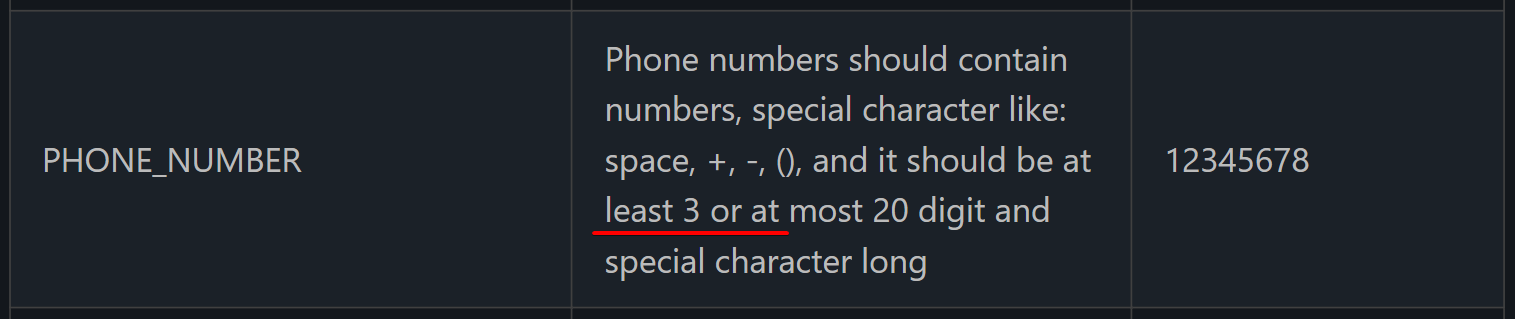 PHONE_NUMBER
Phone numbers should contain
numbers, special character like:
space, +, -, (), and it should be at
least 3 or at most 20 digit and
special character long
12345678